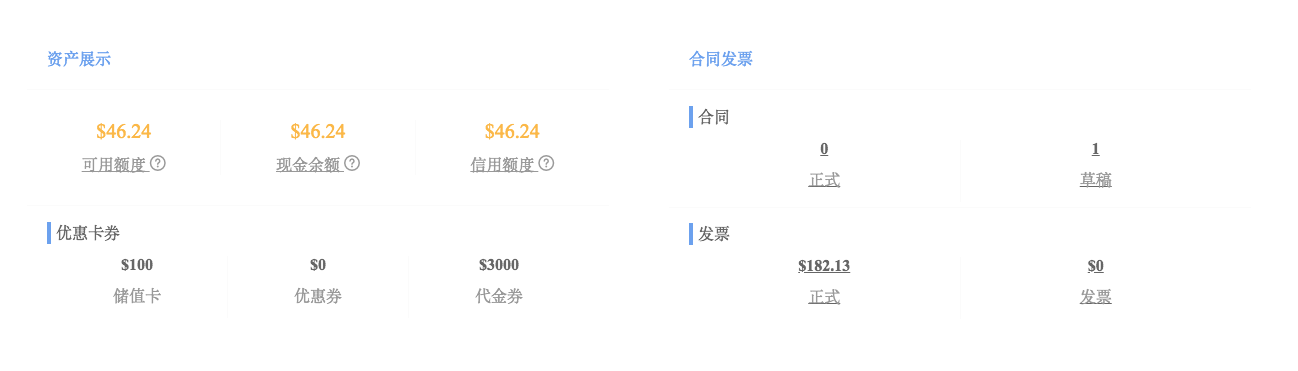 资产展示
$46.24 $46.24 $46.24
可用额度 现金余额 信用额度
优惠卡券
$100 $0 $3000
储值卡 优惠券 代金券
合同发票
合同
0 1
正式 草稿
发票
$182.13 $0
正式 发票